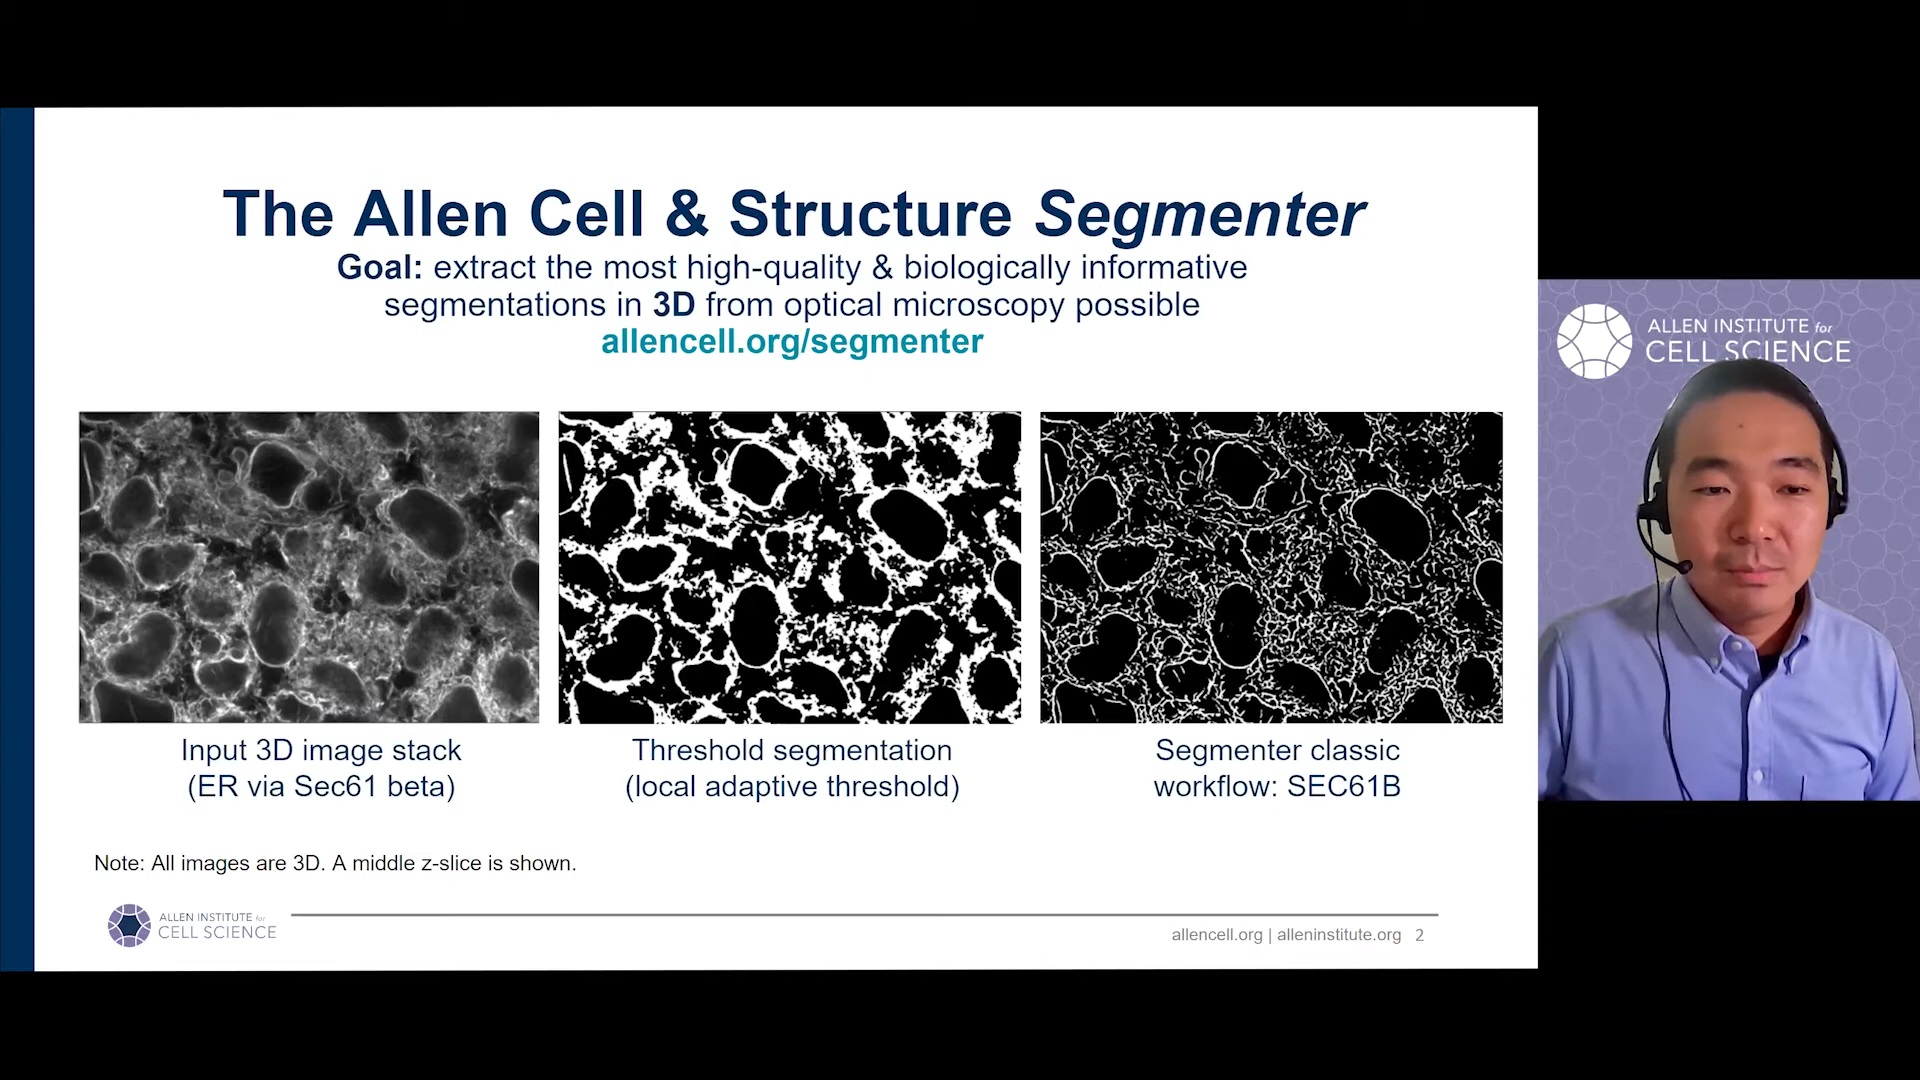 The Allen Cell & Structure Segmenter
Goal: extract the most high-quality & biologically informative
segmentations in 3D from optical microscopy possible
allencell.org/segmenter
ALLEN INSTITUTE for
CELL SCIENCE
Input 3D image stack
(ER via Sec61 beta)
Threshold segmentation
(local adaptive threshold)
Segmenter classic
workflow: SEC61B
Note: All images are 3D. A middle z-slice is shown.
ALLEN INSTITUTE for
CELL SCIENCE
allencell.org | alleninstitute.org 2